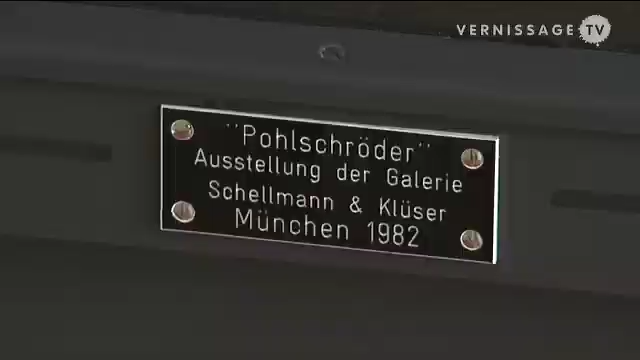 VERNISSAGE TV
"Pohlschröder"
Ausstellung der Galerie
Schellmann & Klüser
München 1982